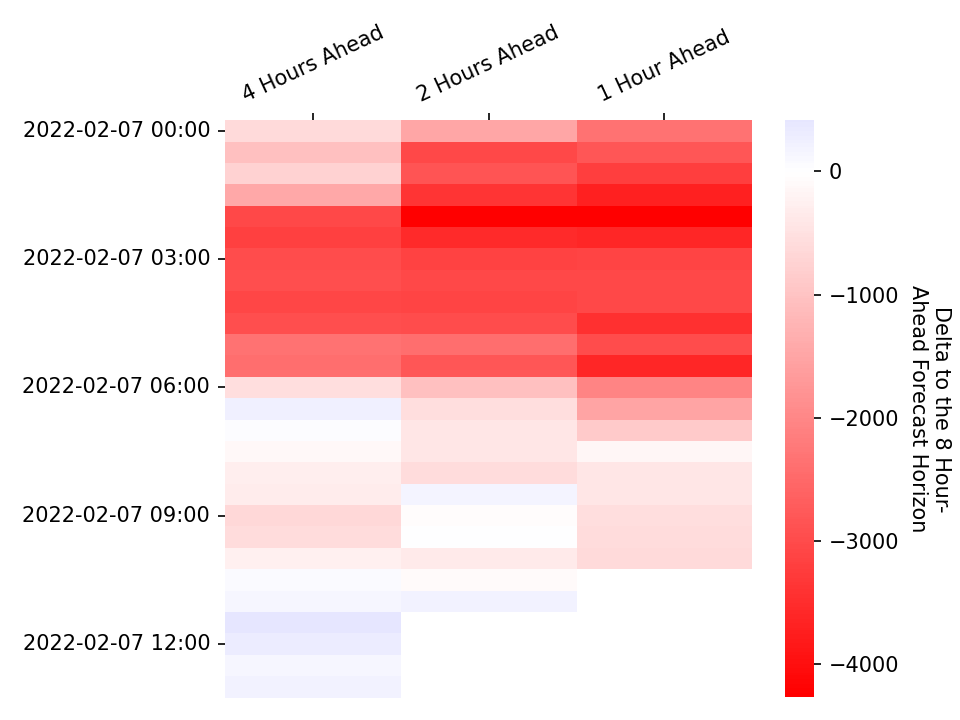 4 Hours Ahead
2 Hours Ahead
1 Hour Ahead
2022-02-07 00:00
2022-02-07 03:00
2022-02-07 06:00
2022-02-07 09:00
2022-02-07 12:00
0
−1000
−2000
−3000
−4000
Delta to the 8 Hour-
Ahead Forecast Horizon